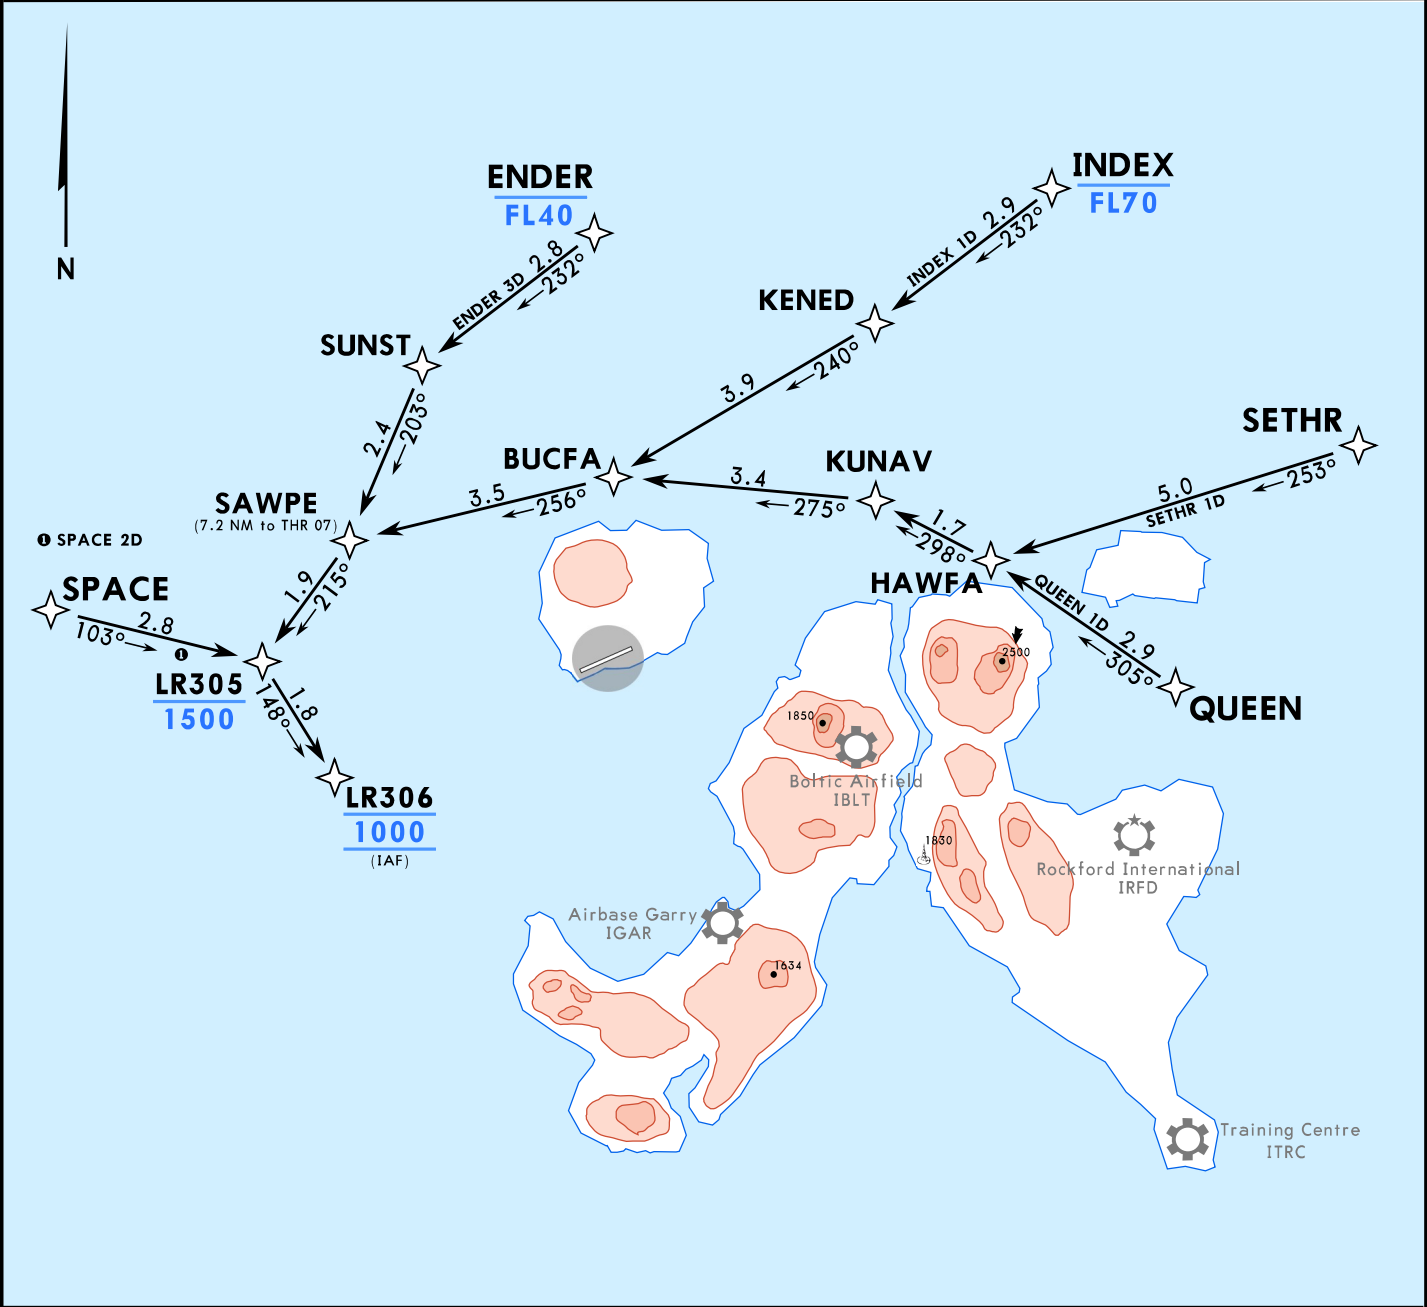 INDEX
FL70
ENDER
FL40
2.9
INDEX 1D
←232°
2.8
ENDER 3D
←232°
N
KENED
SUNST
3.9
←240°
2.4
←203°
SETHR
BUCFA
KUNAV
3.4
←275°
5.0
SETHR 1D
←253°
SAWPE
(7.2 NM to THR 07)
3.5
←256°
1.7
←298°
❶ SPACE 2D
SPACE
HAWFA
1.9
←215°
QUEEN 1D
2.9
←305°
2.8
103°→
❶
2500
LR305
1500
QUEEN
1.8
148°→
1850
LR306
1000
(IAF)
Boltic Airfield
IBLT
1830
Rockford International
IRFD
Airbase Garry
IGAR
1634
Training Centre
ITRC